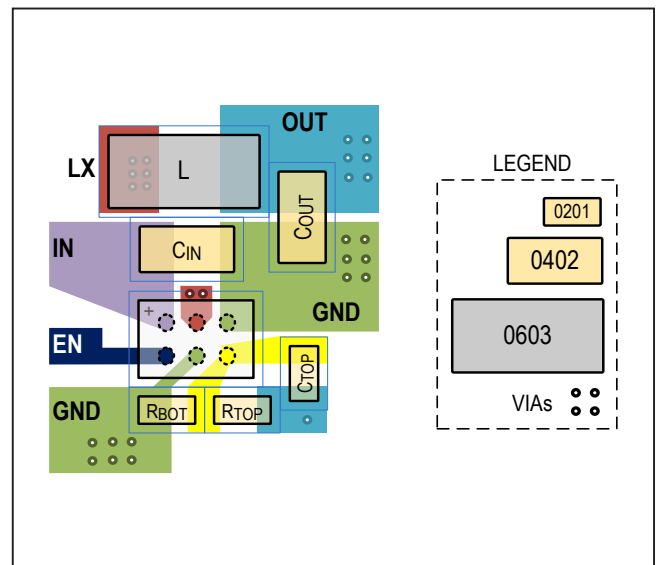 OUT
LX
L
COUT
IN
CIN
GND
+
EN
CTOP
GND
RBOT
RTOP
LEGEND
0201
0402
0603
VIAs